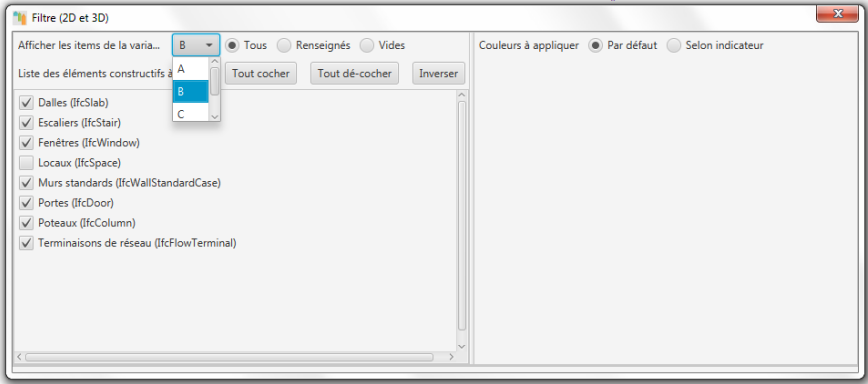 Filtre (2D et 3D)
Afficher les items de la varia... B Tous Renseignés Vides
Couleurs à appliquer Par défaut Selon indicateur
Liste des éléments constructifs à Tout cocher Tout dé-cocher Inverser
A
B
C
Dalles (IfcSlab)
Escaliers (IfcStair)
Fenêtres (IfcWindow)
Locaux (IfcSpace)
Murs standards (IfcWallStandardCase)
Portes (IfcDoor)
Poteaux (IfcColumn)
Terminaisons de réseau (IfcFlowTerminal)